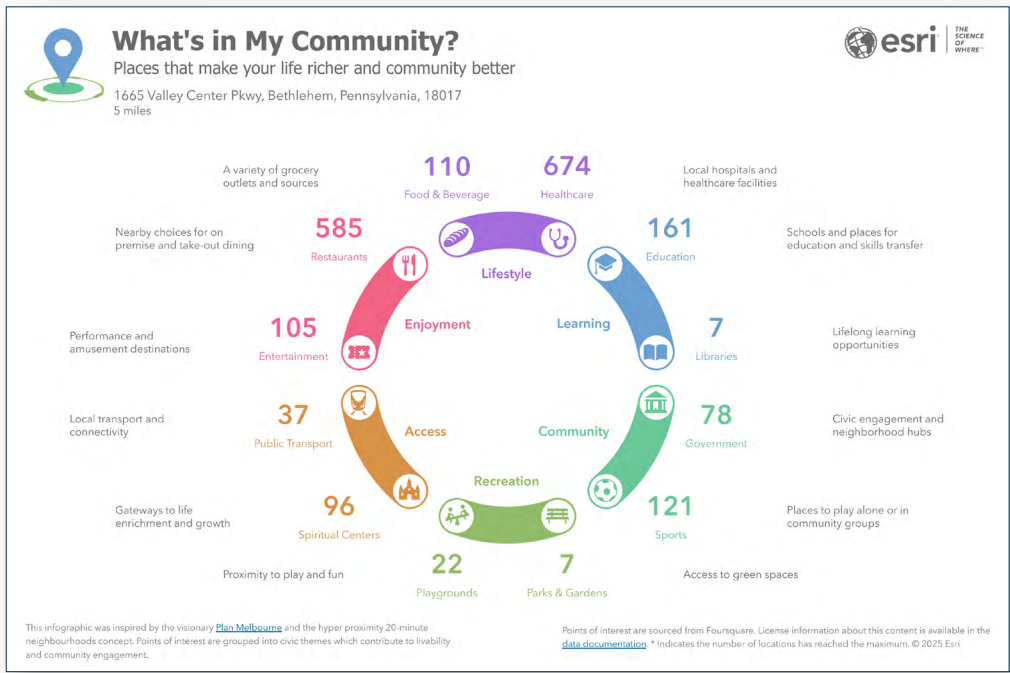 What's in My Community?
Places that make your life richer and community better
1665 Valley Center Pkwy, Bethlehem, Pennsylvania, 18017
5 miles
esri
THE
SCIENCE
OF
WHERE™
A variety of grocery
outlets and sources
110
Food & Beverage
674
Healthcare
Local hospitals and
healthcare facilities
Nearby choices for on
premise and take-out dining
585
Restaurants
161
Education
Schools and places for
education and skills transfer
Lifestyle
Performance and
amusement destinations
105
Entertainment
Enjoyment
Learning
7
Libraries
Lifelong learning
opportunities
Local transport and
connectivity
37
Public Transport
Access
Community
78
Government
Civic engagement and
neighborhood hubs
Recreation
Gateways to life
enrichment and growth
96
Spiritual Centers
121
Sports
Places to play alone or in
community groups
Proximity to play and fun
22
Playgrounds
7
Parks & Gardens
Access to green spaces
This infographic was inspired by the visionary Plan Melbourne and the hyper proximity 20-minute
neighbourhoods concept. Points of interest are grouped into civic themes which contribute to livability
and community engagement.
Points of interest are sourced from Foursquare. License information about this content is available in the
data documentation. * Indicates the number of locations has reached the maximum. © 2025 Esri